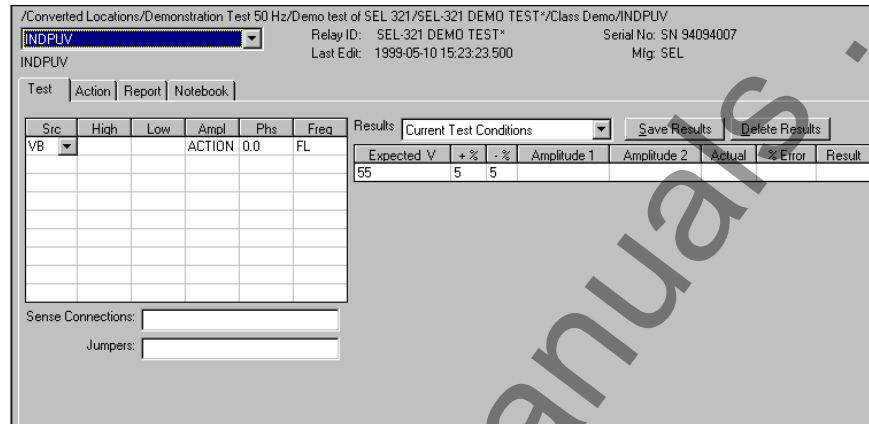 /Converted Locations/Demonstration Test 50 Hz/Demo test of SEL 321/SEL-321 DEMO TEST*/Class Demo/INDPUV
INDPUV Relay ID: SEL-321 DEMO TEST* Serial No: SN 94094007
Last Edit: 1999-05-10 15:23:23.500 Mfg: SEL
INDPUV
Test Action Report Notebook
Results Current Test Conditions Save Results Delete Results
Src High Low Ampl Phs Freq
VB ACTION 0.0 FL
Expected V + % - % Amplitude 1 Amplitude 2 Actual % Error Result
55 5 5
Sense Connections:
Jumpers:
nuals .